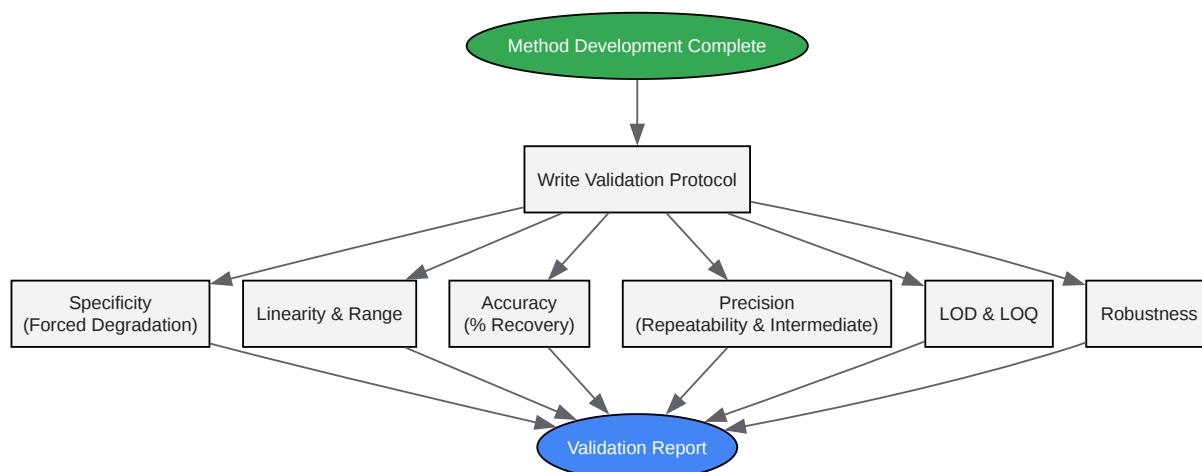 Method Development Complete
Write Validation Protocol
Specificity
(Forced Degradation)
Linearity & Range
Accuracy
(% Recovery)
Precision
(Repeatability & Intermediate)
LOD & LOQ
Robustness
Validation Report